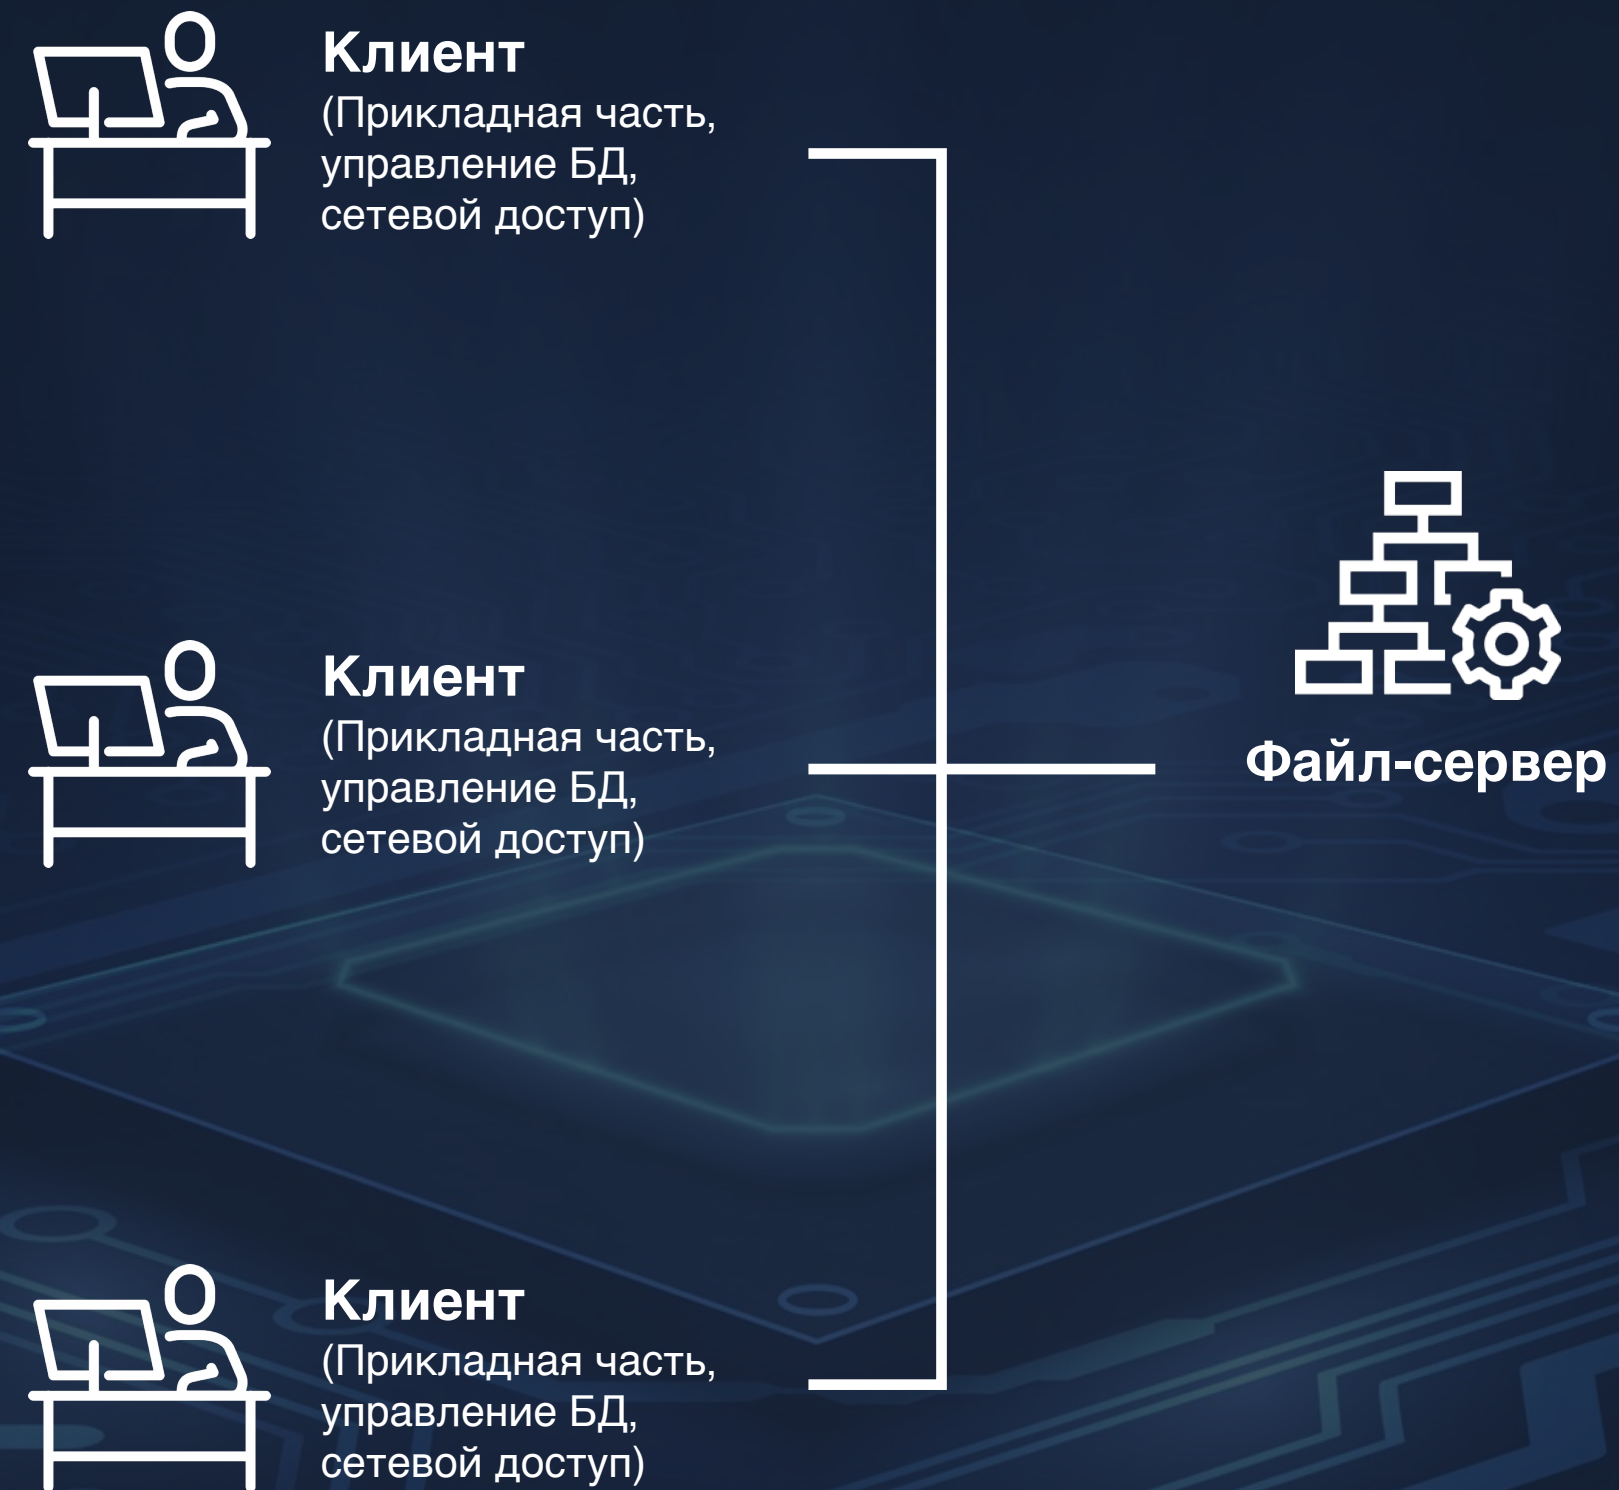 Клиент
(Прикладная часть,
управление БД,
сетевой доступ)
Клиент
(Прикладная часть,
управление БД,
сетевой доступ)
Файл-сервер
Клиент
(Прикладная часть,
управление БД,
сетевой доступ)